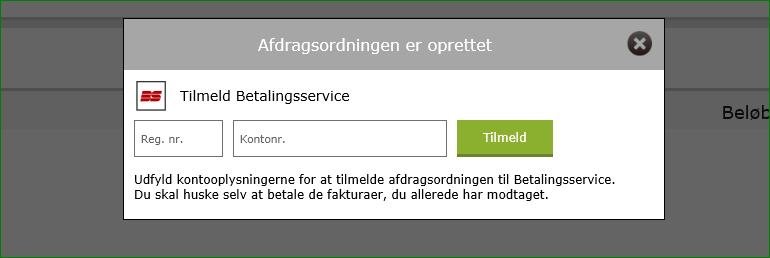 Afdragsordningen er oprettet
BS Tilmeld Betalingsservice
Reg. nr. Kontonr. Tilmeld
Udfyld kontooplysningerne for at tilmelde afdragsordningen til Betalingsservice.
Du skal huske selv at betale de fakturaer, du allerede har modtaget.
Beløb